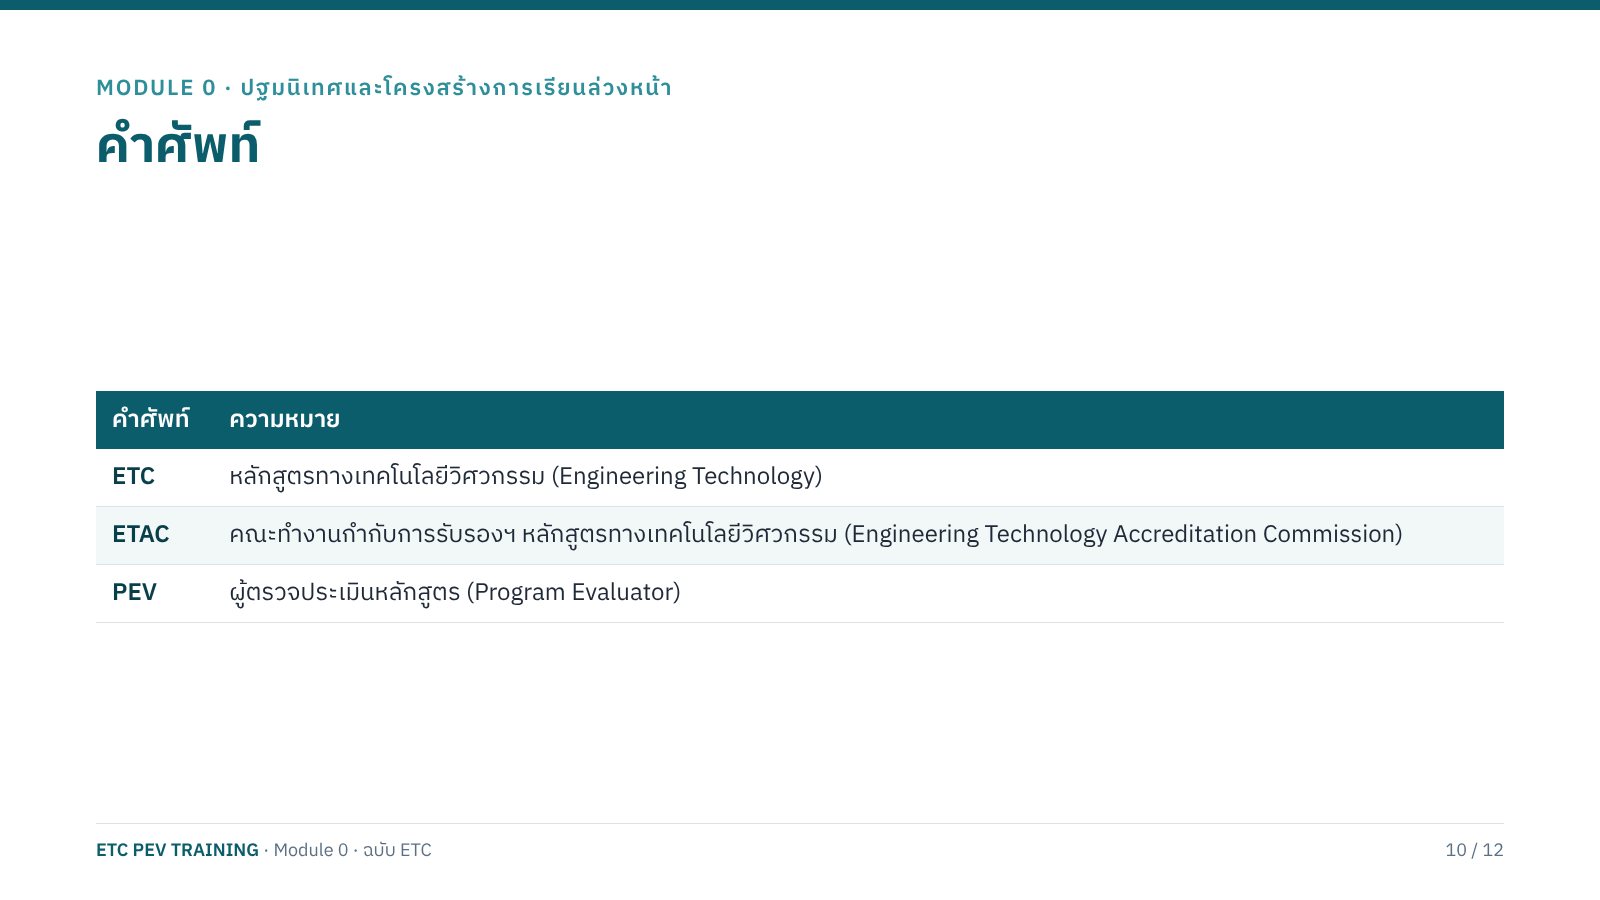 MODULE 0 · ปฐมนิเทศและโครงสร้างการเรียนล่วงหน้า
คำศัพท์
คำศัพท์ ความหมาย
ETC หลักสูตรทางเทคโนโลยีวิศวกรรม (Engineering Technology)
ETAC คณะทำงานกำกับการรับรองฯ หลักสูตรทางเทคโนโลยีวิศวกรรม (Engineering Technology Accreditation Commission)
PEV ผู้ตรวจประเมินหลักสูตร (Program Evaluator)
ETC PEV TRAINING · Module 0 · ฉบับ ETC 10 / 12